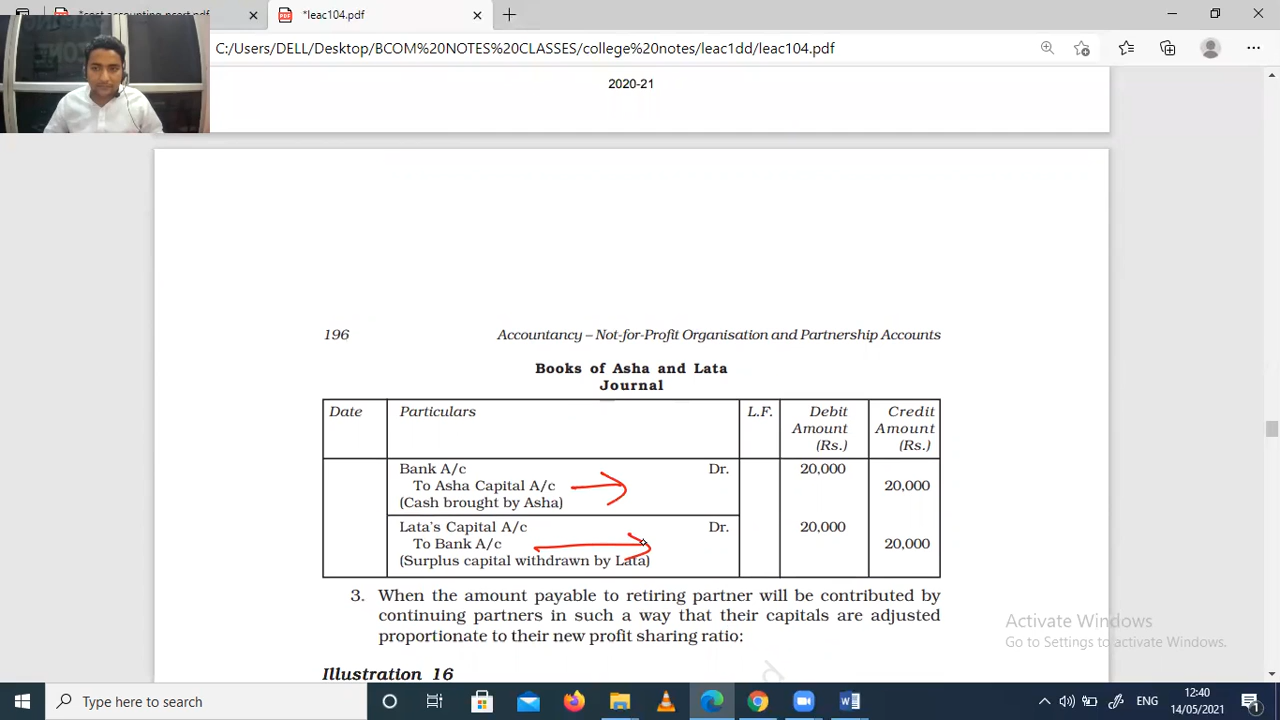 *leac104.pdf
C:/Users/DELL/Desktop/BCOM%20NOTES%20CLASSES/college%20notes/leac1dd/leac104.pdf
2020-21
196 Accountancy – Not-for-Profit Organisation and Partnership Accounts
Books of Asha and Lata
Journal
Date Particulars L.F. Debit Credit
Amount Amount
(Rs.) (Rs.)
Bank A/c Dr. 20,000
To Asha Capital A/c 20,000
(Cash brought by Asha)
Lata's Capital A/c Dr. 20,000
To Bank A/c 20,000
(Surplus capital withdrawn by Lata)
3. When the amount payable to retiring partner will be contributed by
continuing partners in such a way that their capitals are adjusted
proportionate to their new profit sharing ratio:
Illustration 16
Activate Windows
Go to Settings to activate Windows.
Type here to search
ENG
12:40
14/05/2021